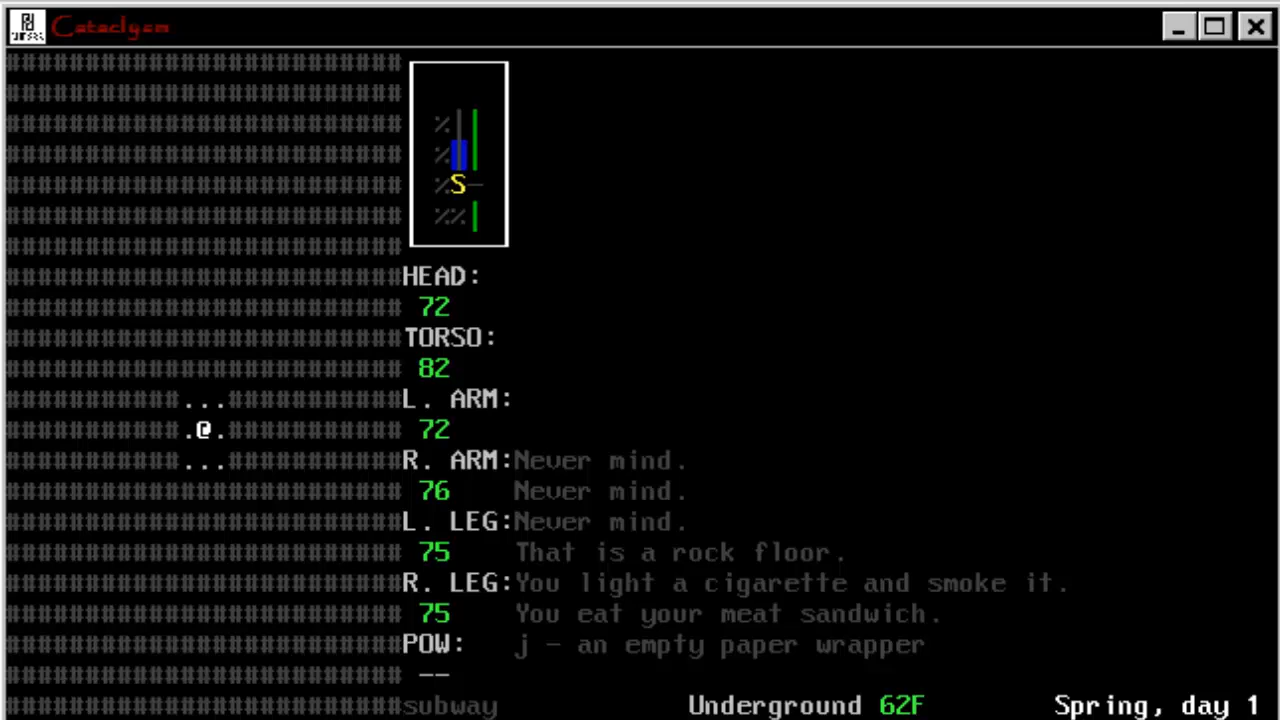 Cataclysm
S
HEAD:
72
TORSO:
82
L. ARM:
...
.@.
72
...
R. ARM:Never mind.
76 Never mind.
L. LEG:Never mind.
75 That is a rock floor.
R. LEG:You light a cigarette and smoke it.
75 You eat your meat sandwich.
POW: j - an empty paper wrapper
--
subway Underground 62F Spring, day 1